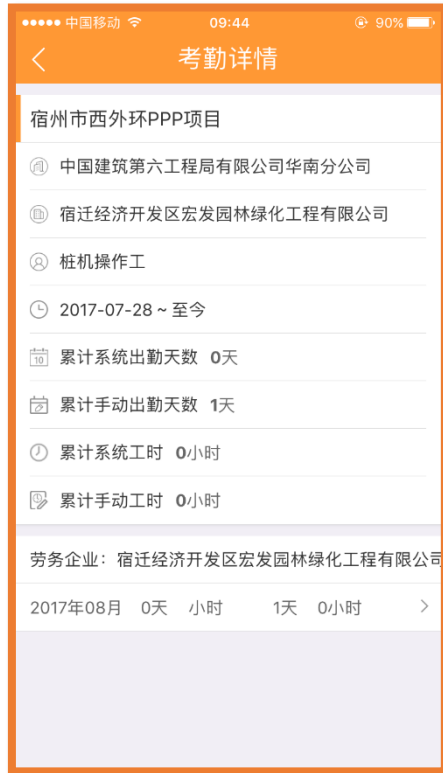 中国移动 09:44 90%
考勤详情
宿州市西外环PPP项目
中国建筑第六工程局有限公司华南分公司
宿迁经济开发区宏发园林绿化工程有限公司
桩机操作工
2017-07-28 ~ 至今
10 累计系统出勤天数 0天
累计手动出勤天数 1天
累计系统工时 0小时
累计手动工时 0小时
劳务企业：宿迁经济开发区宏发园林绿化工程有限公司
2017年08月 0天 小时 1天 0小时